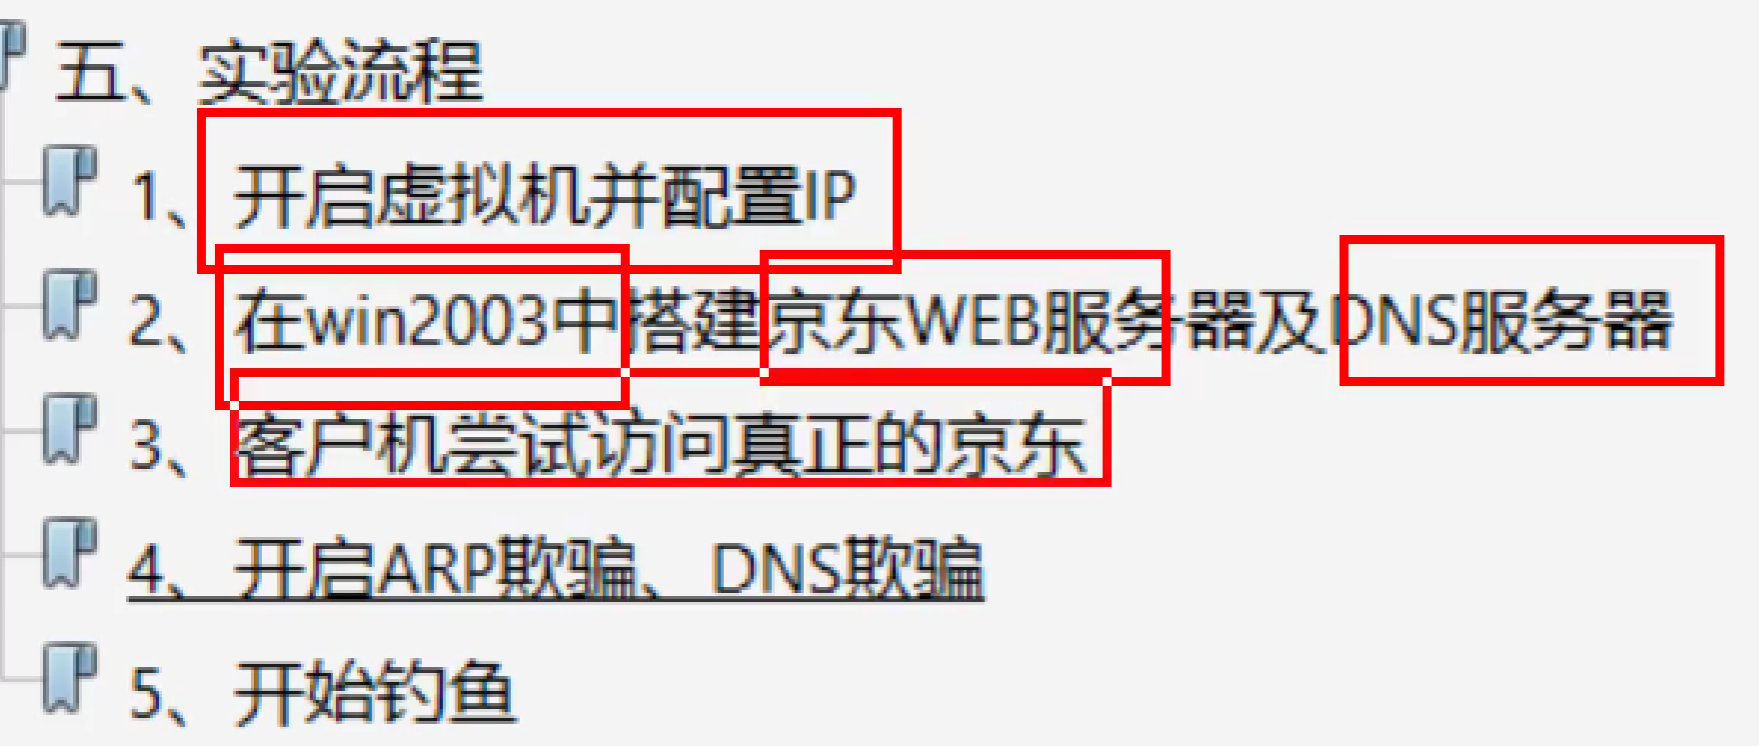 五、实验流程
1、开启虚拟机并配置IP
2、在win2003中搭建京东WEB服务器及DNS服务器
3、客户机尝试访问真正的京东
4、开启ARP欺骗、DNS欺骗
5、开始钓鱼